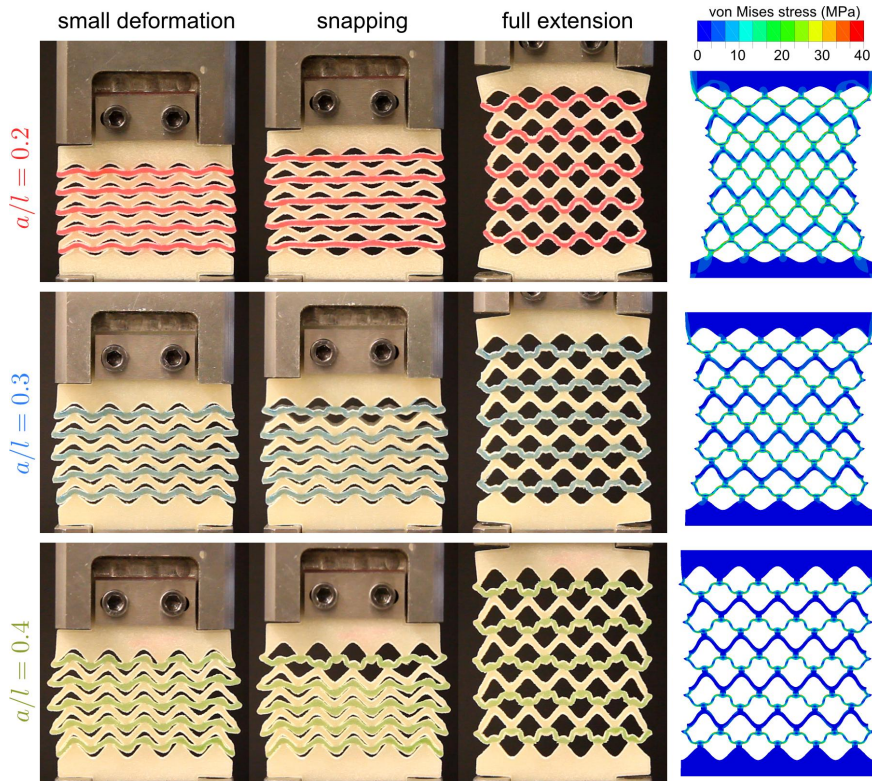 small deformation
snapping
full extension
von Mises stress (MPa)
0 10 20 30 40
a/l = 0.2
a/l = 0.3
a/l = 0.4